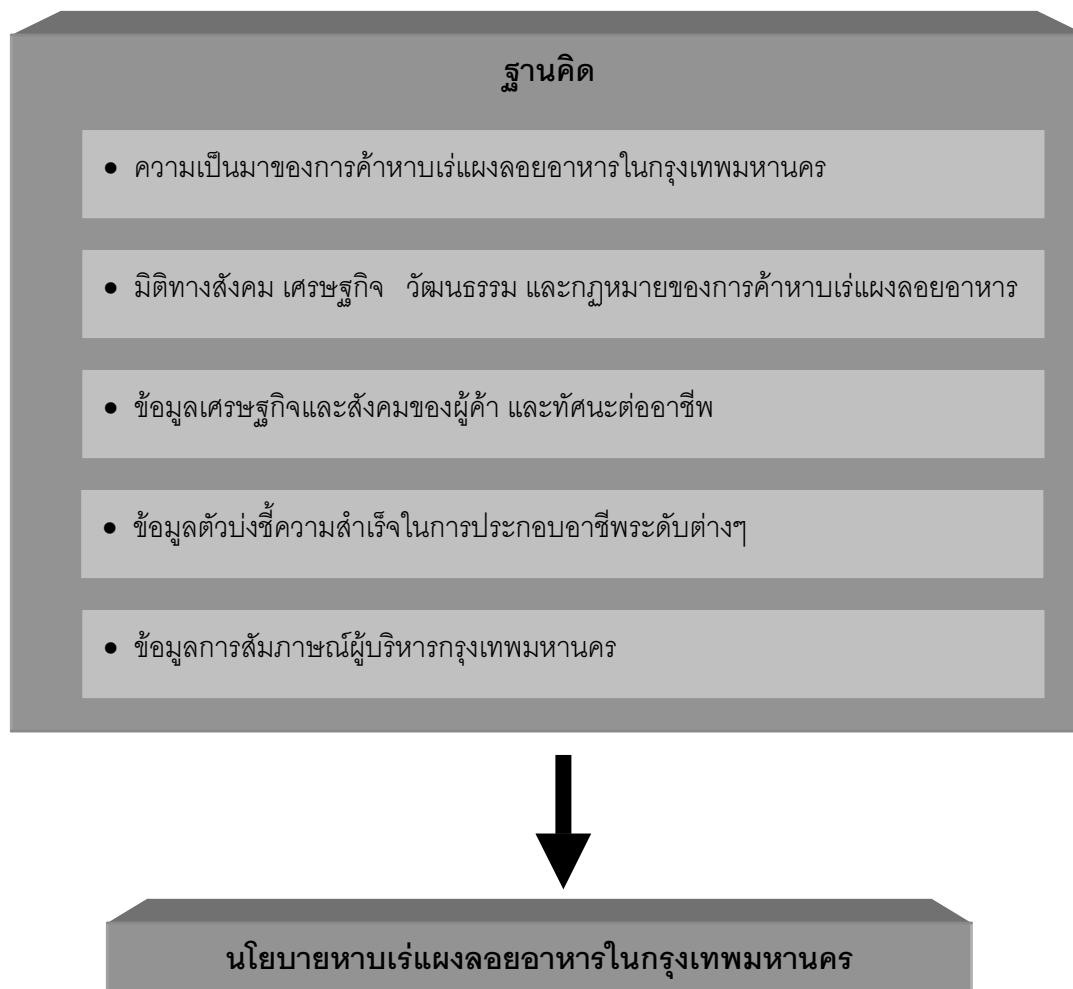 ฐานคิด
• ความเป็นมาของการค้าหาบเร่แผงลอยอาหารในกรุงเทพมหานคร
• มิติทางสังคม เศรษฐกิจ วัฒนธรรม และกฎหมายของการค้าหาบเร่แผงลอยอาหาร
• ข้อมูลเศรษฐกิจและสังคมของผู้ค้า และทัศนะต่ออาชีพ
• ข้อมูลตัวบ่งชี้ความสำเร็จในการประกอบอาชีพระดับต่างๆ
• ข้อมูลการสัมภาษณ์ผู้บริหารกรุงเทพมหานคร
นโยบายหาบเร่แผงลอยอาหารในกรุงเทพมหานคร